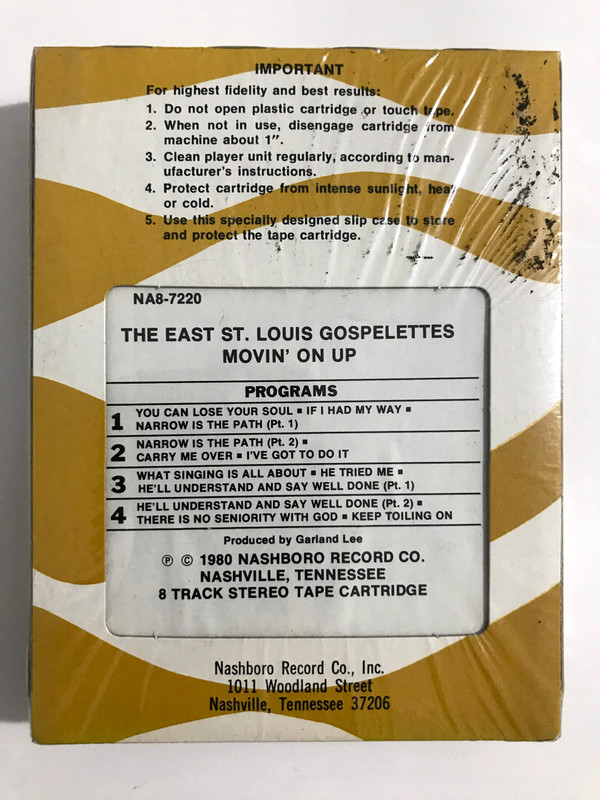 IMPORTANT
For highest fidelity and best results:
1. Do not open plastic cartridge or touch tape.
2. When not in use, disengage cartridge from
machine about 1".
3. Clean player unit regularly, according to man-
ufacturer's instructions.
4. Protect cartridge from intense sunlight, heat
or cold.
5. Use this specially designed slip case to store
and protect the tape cartridge.
NA8-7220
THE EAST ST. LOUIS GOSPELETTES
MOVIN' ON UP
PROGRAMS
1 YOU CAN LOSE YOUR SOUL ▪ IF I HAD MY WAY ▪
NARROW IS THE PATH (Pt. 1)
2 NARROW IS THE PATH (Pt. 2) ▪
CARRY ME OVER ▪ I'VE GOT TO DO IT
3 WHAT SINGING IS ALL ABOUT ▪ HE TRIED ME ▪
HE'LL UNDERSTAND AND SAY WELL DONE (Pt. 1)
4 HE'LL UNDERSTAND AND SAY WELL DONE (Pt. 2) ▪
THERE IS NO SENIORITY WITH GOD ▪ KEEP TOILING ON
Produced by Garland Lee
℗ © 1980 NASHBORO RECORD CO.
NASHVILLE, TENNESSEE
8 TRACK STEREO TAPE CARTRIDGE
Nashboro Record Co., Inc.
1011 Woodland Street
Nashville, Tennessee 37206